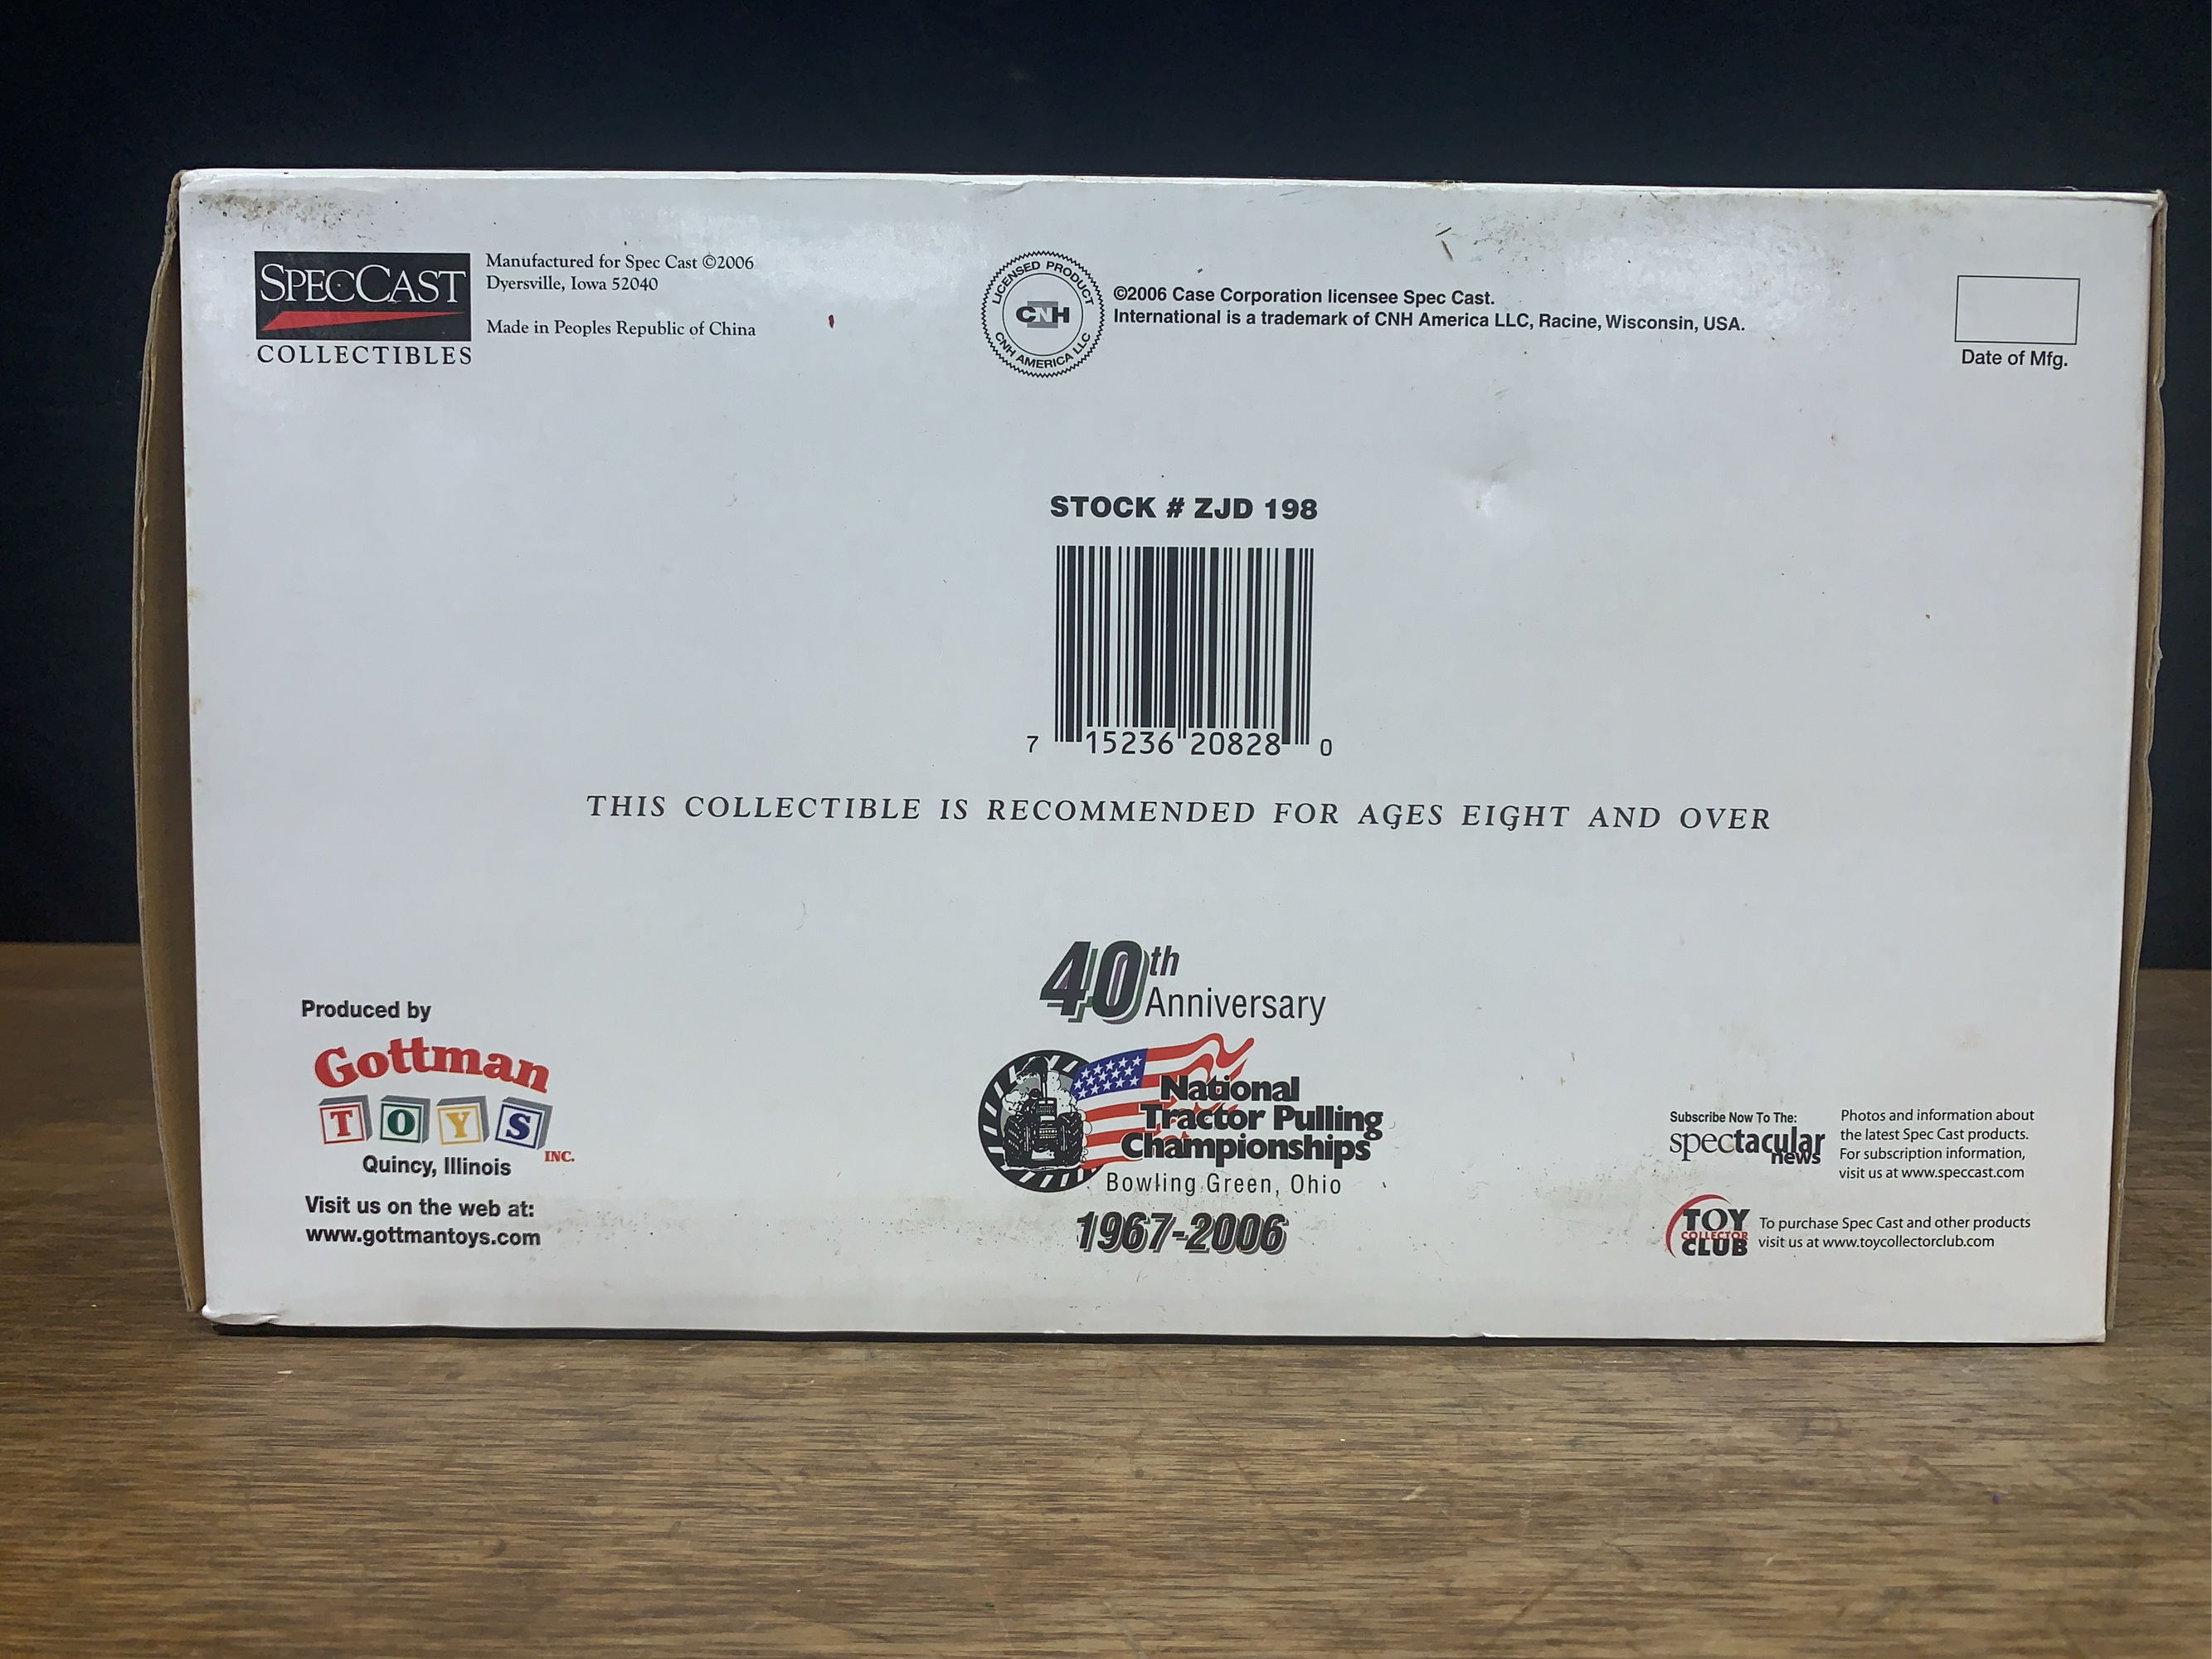 SPECCAST
COLLECTIBLES
Manufactured for Spec Cast ©2006
Dyersville, Iowa 52040
Made in Peoples Republic of China
LICENSED PRODUCT
CNH
CNH AMERICA LLC
©2006 Case Corporation licensee Spec Cast.
International is a trademark of CNH America LLC, Racine, Wisconsin, USA.
Date of Mfg.
STOCK # ZJD 198
7 15236 20828 0
THIS COLLECTIBLE IS RECOMMENDED FOR AGES EIGHT AND OVER
Produced by
Gottman
TOYS
INC.
Quincy, Illinois
Visit us on the web at:
www.gottmantoys.com
40th
Anniversary
National
Tractor Pulling
Championships
Bowling Green, Ohio
1967-2006
Subscribe Now To The:
spectacular
news
Photos and information about
the latest Spec Cast products.
For subscription information,
visit us at www.speccast.com
TOY
COLLECTOR
CLUB
To purchase Spec Cast and other products
visit us at www.toycollectorclub.com